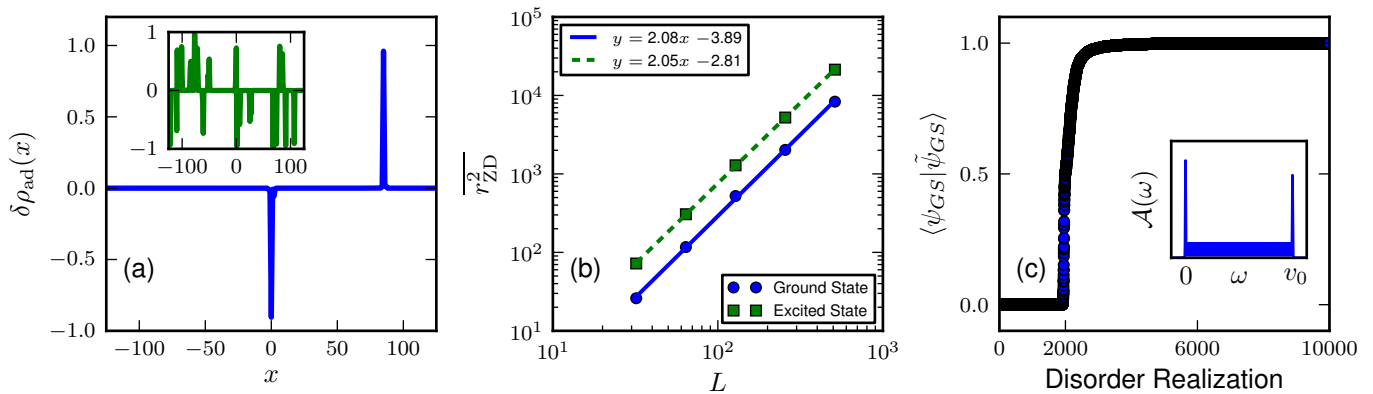 1.0
0.5
0.0
−0.5
−1.0
δρ_ad(x)
1
0
−1
−100 0 100
(a)
−100 −50 0 50 100
x
10^5
10^4
10^3
10^2
10^1
\overline{r^2_{ZD}}
y = 2.08x −3.89
y = 2.05x −2.81
(b)
Ground State
Excited State
10^1 10^2 10^3
L
1.0
0.5
0.0
⟨ψ_{GS}|ψ̃_{GS}⟩
A(ω)
0 ω v_0
(c)
0 2000 6000 10000
Disorder Realization